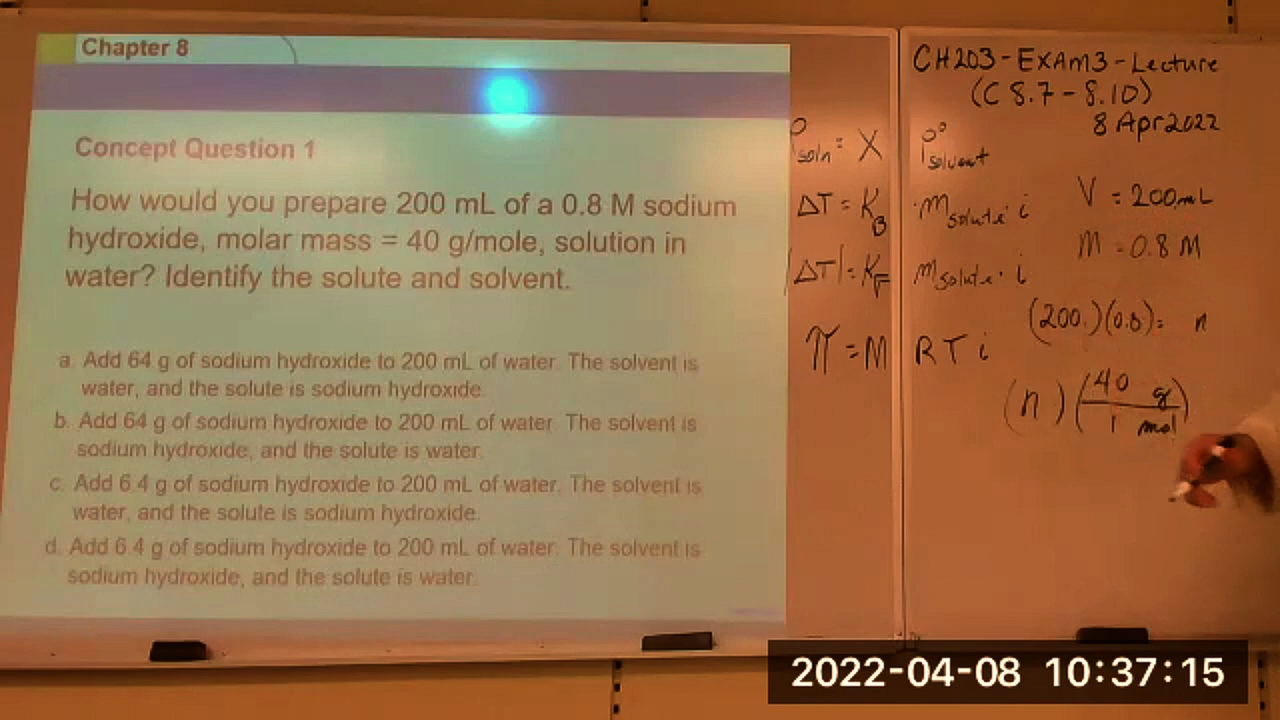 Chapter 8
Concept Question 1
How would you prepare 200 mL of a 0.8 M sodium
hydroxide, molar mass = 40 g/mole, solution in
water? Identify the solute and solvent.
a. Add 64 g of sodium hydroxide to 200 mL of water. The solvent is
water, and the solute is sodium hydroxide.
b. Add 64 g of sodium hydroxide to 200 mL of water. The solvent is
sodium hydroxide, and the solute is water.
c. Add 6.4 g of sodium hydroxide to 200 mL of water. The solvent is
water, and the solute is sodium hydroxide.
d. Add 6.4 g of sodium hydroxide to 200 mL of water. The solvent is
sodium hydroxide, and the solute is water.
CH203-EXAM3-Lecture
(C 8.7-8.10)
8 Apr 2022
P soln = X P° solvent
ΔT = K_B · m solute · i
|ΔT| = K_F m solute · i
π = M R T i
V = 200 mL
M = 0.8 M
(200.)(0.8) = n
(n) (40 g / 1 mol)
2022-04-08 10:37:15